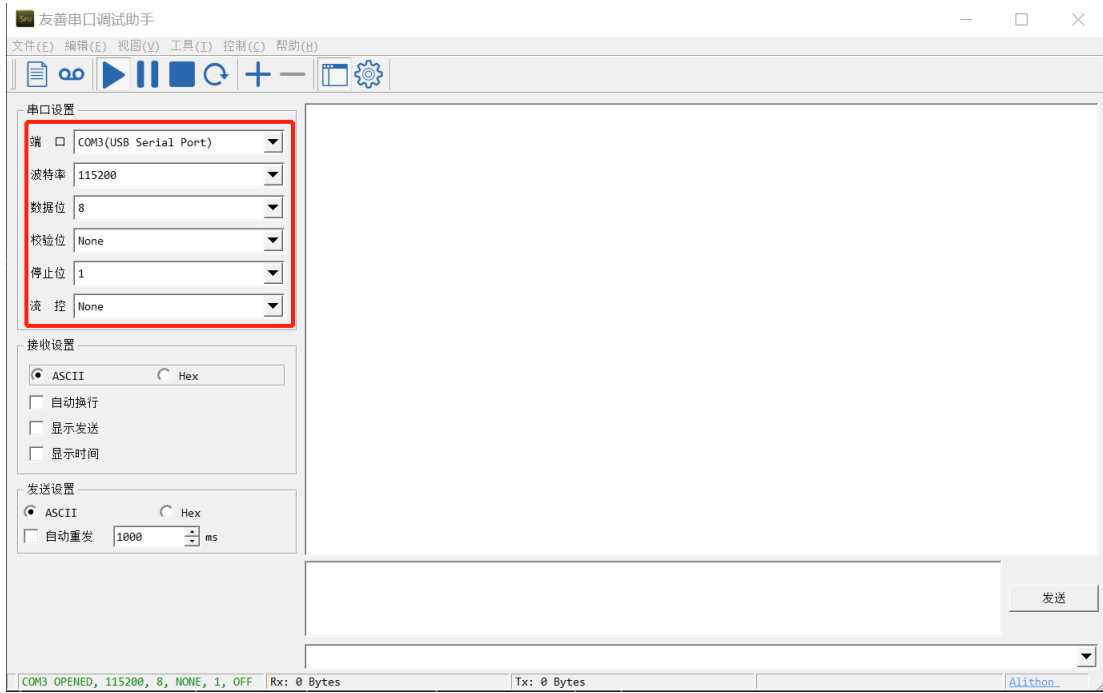 SPU 友善串口调试助手
文件(F) 编辑(E) 视图(V) 工具(T) 控制(C) 帮助(H)
串口设置
端 口 COM3(USB Serial Port)
波特率 115200
数据位 8
校验位 None
停止位 1
流 控 None
接收设置
ASCII Hex
自动换行
显示发送
显示时间
发送设置
ASCII Hex
自动重发 1000 ms
发送
COM3 OPENED, 115200, 8, NONE, 1, OFF Rx: 0 Bytes Tx: 0 Bytes Alithon